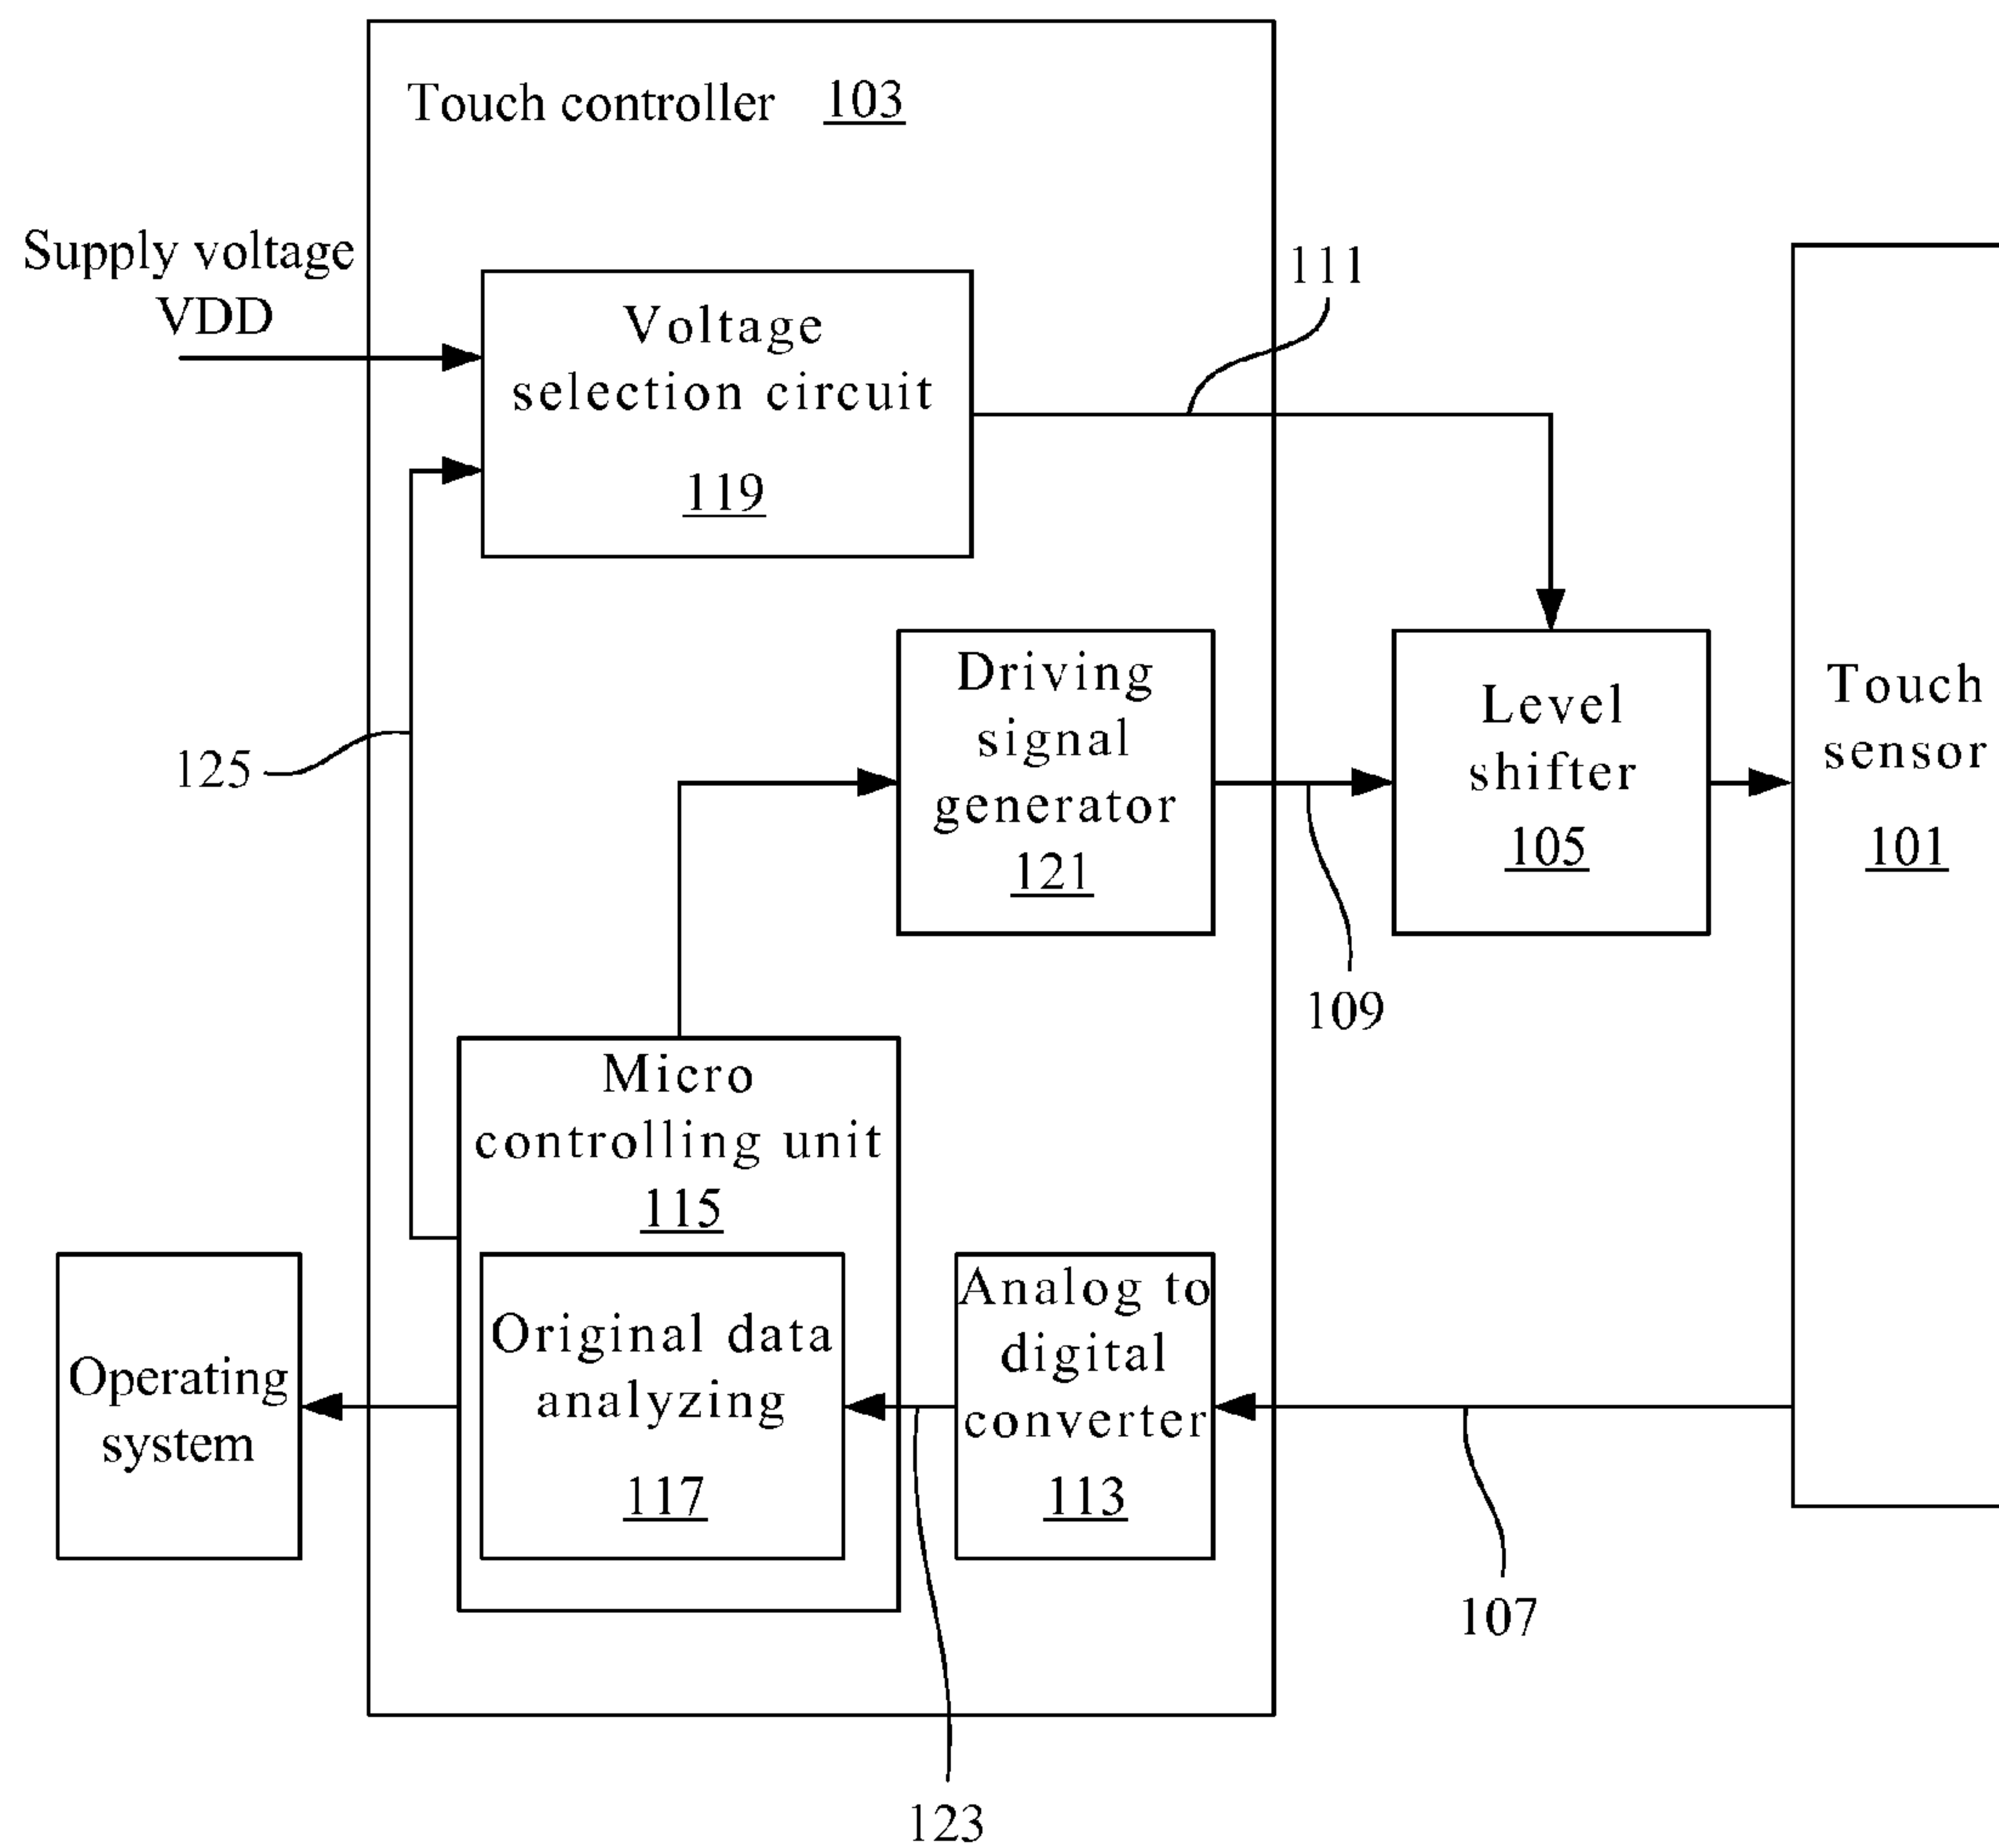 Touch controller 103
Supply voltage
VDD
Voltage
selection circuit
119
111
125
Driving
signal
generator
121
Level
shifter
105
Touch
sensor
101
109
Micro
controlling unit
115
Original data
analyzing
117
Analog to
digital
converter
113
Operating
system
107
123